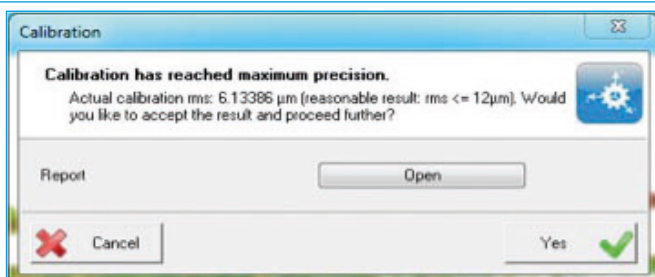 Calibration
Calibration has reached maximum precision.
Actual calibration rms: 6.13386 μm (reasonable result: rms <= 12μm). Would
you like to accept the result and proceed further?
Report
Open
Cancel
Yes